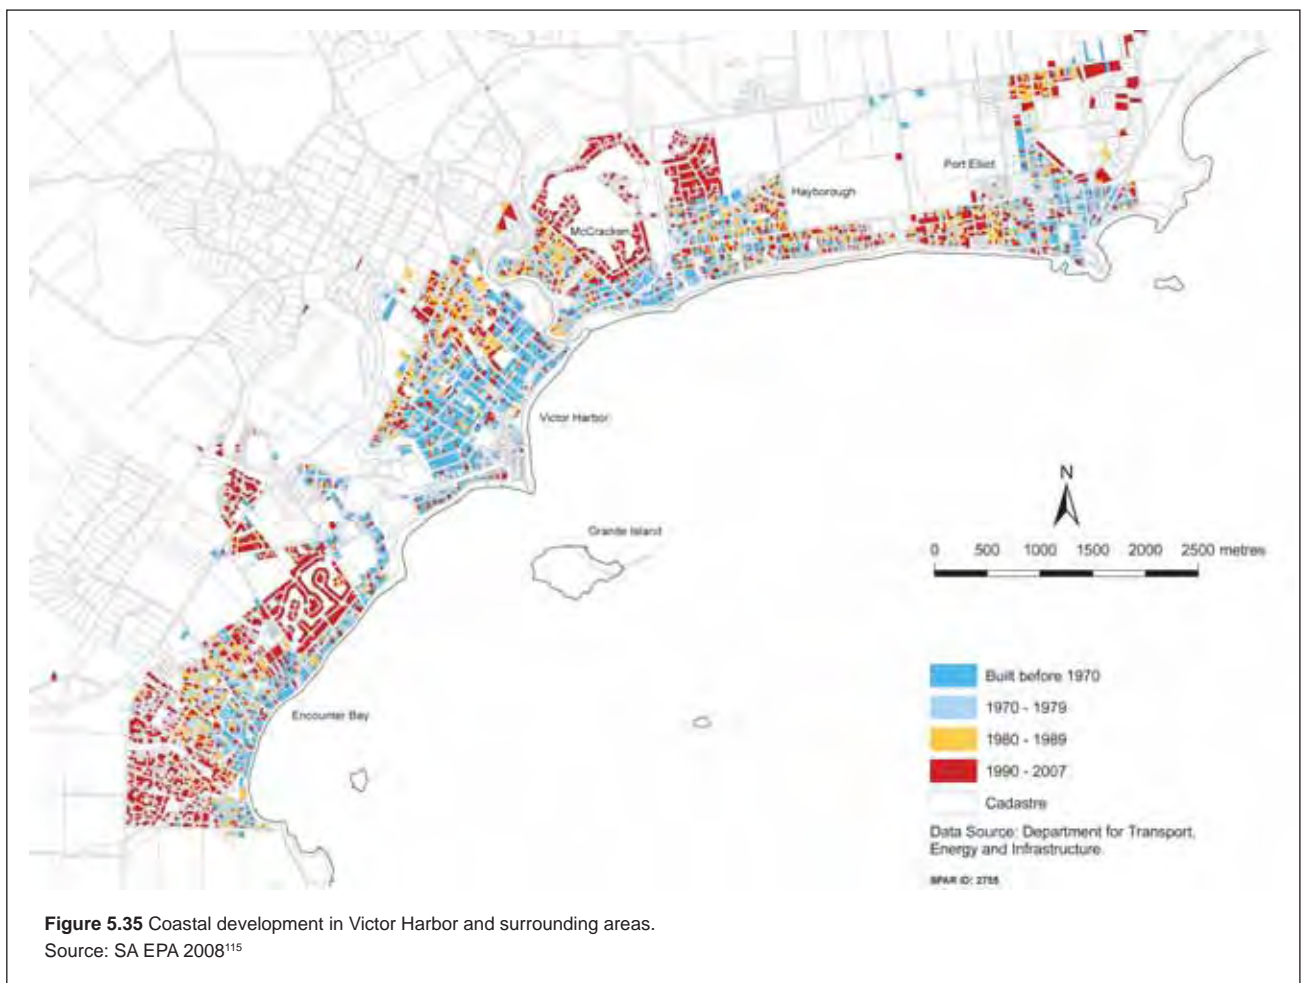 Port Elliot
Hayborough
McCracken
Victor Harbor
Granite Island
N
0 500 1000 1500 2000 2500 metres
Encounter Bay
Built before 1970
1970 - 1979
1980 - 1989
1990 - 2007
Cadastre
Data Source: Department for Transport,
Energy and Infrastructure
ID: 2755
Figure 5.35 Coastal development in Victor Harbor and surrounding areas.
Source: SA EPA 2008¹¹⁵